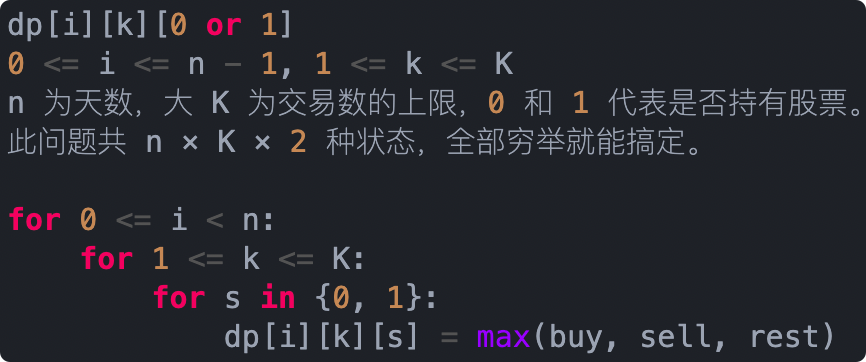 dp[i][k][0 or 1]
0 <= i <= n - 1, 1 <= k <= K
n 为天数，大 K 为交易数的上限，0 和 1 代表是否持有股票。
此问题共 n × K × 2 种状态，全部穷举就能搞定。

for 0 <= i < n:
    for 1 <= k <= K:
        for s in {0, 1}:
            dp[i][k][s] = max(buy, sell, rest)